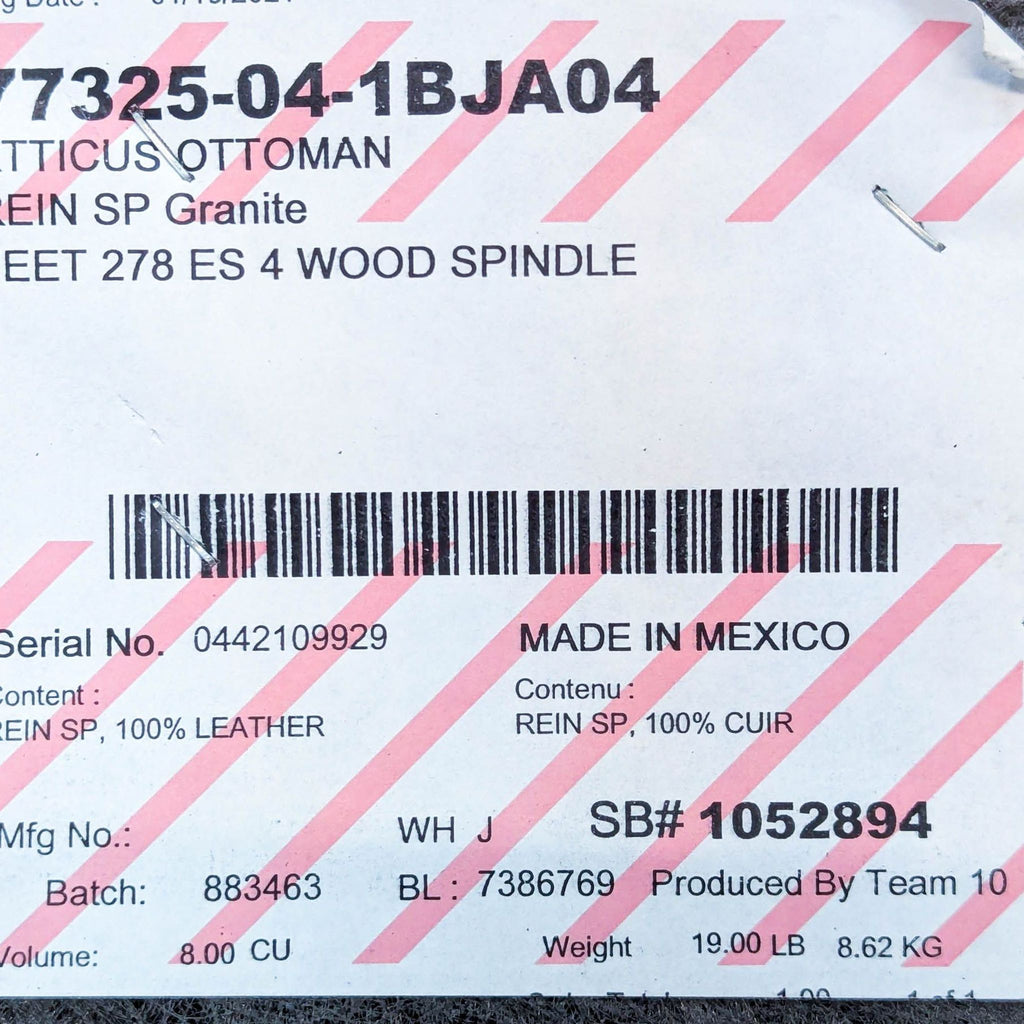 77325-04-1BJA04
ATTICUS OTTOMAN
REIN SP Granite
FEET 278 ES 4 WOOD SPINDLE
Serial No. 0442109929 MADE IN MEXICO
Content : Contenu :
REIN SP, 100% LEATHER REIN SP, 100% CUIR
Mfg No.: WH J SB# 1052894
Batch: 883463 BL : 7386769 Produced By Team 10
Volume: 8.00 CU Weight 19.00 LB 8.62 KG